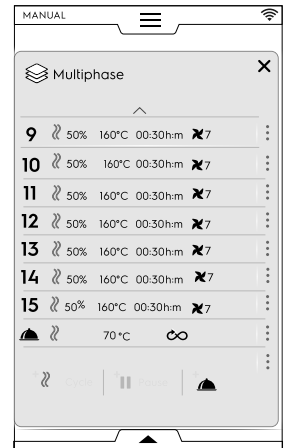 MANUAL
Multiphase
9 50% 160°C 00:30h:m 7
10 50% 160°C 00:30h:m 7
11 50% 160°C 00:30h:m 7
12 50% 160°C 00:30h:m 7
13 50% 160°C 00:30h:m 7
14 50% 160°C 00:30h:m 7
15 50% 160°C 00:30h:m 7
70°C
+ Cycle + Pause +